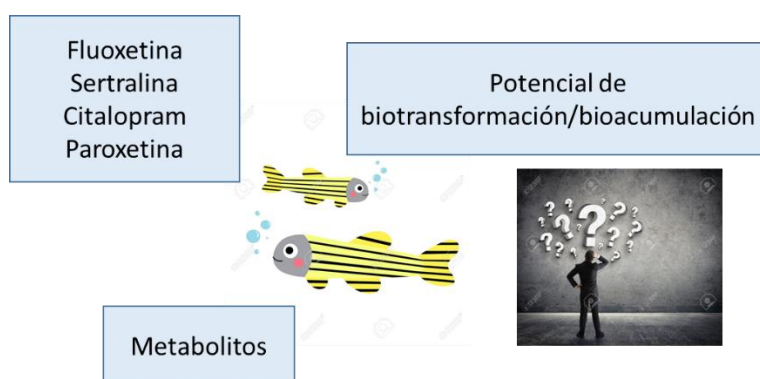 Fluoxetina
Sertralina
Citalopram
Paroxetina
Potencial de
biotransformación/bioacumulación
Metabolitos